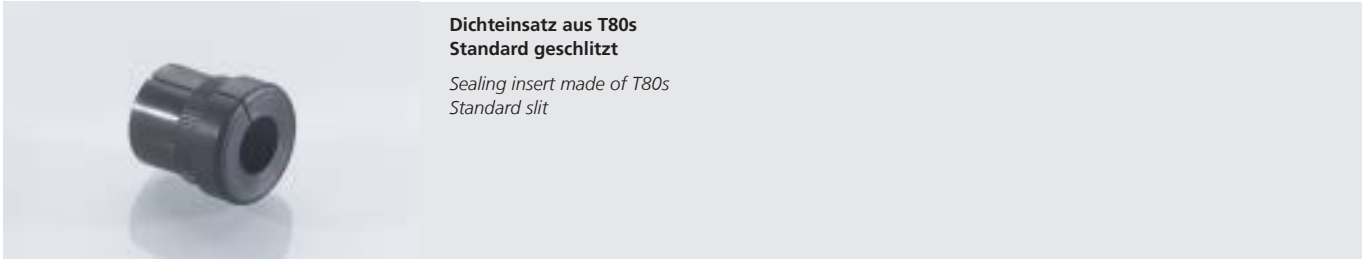 Dichteinsatz aus T80s
Standard geschlitzt
Sealing insert made of T80s
Standard slit